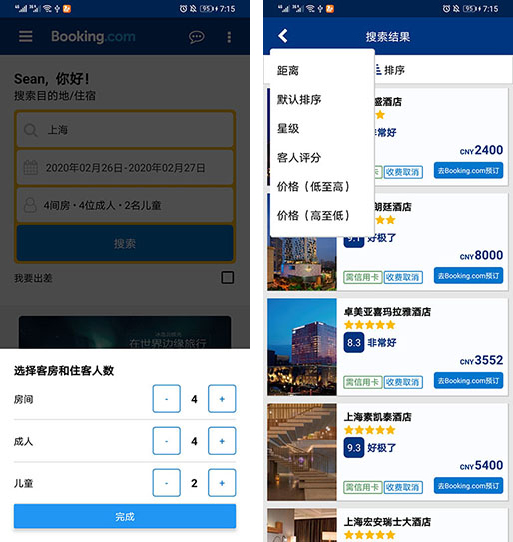 7:15
Booking.com
Sean，你好！
搜索目的地/住宿
上海
2020年02月26日-2020年02月27日
4间房·4位成人·2名儿童
搜索
我要出差
在世界边缘旅行
选择客房和住客人数
房间 - 4 +
成人 - 4 +
儿童 - 2 +
完成
95 7:15
搜索结果
排序
距离
默认排序
星级
客人评分
价格（低至高）
价格（高至低）
盛酒店
非常好
CNY2400
需信用卡 收费取消 去Booking.com预订
朗廷酒店
9.1 好极了
CNY8000
需信用卡 收费取消 去Booking.com预订
卓美亚喜玛拉雅酒店
8.3 非常好
CNY3552
需信用卡 收费取消 去Booking.com预订
上海素凯泰酒店
9.3 好极了
CNY5400
需信用卡 收费取消 去Booking.com预订
上海宏安瑞士大酒店